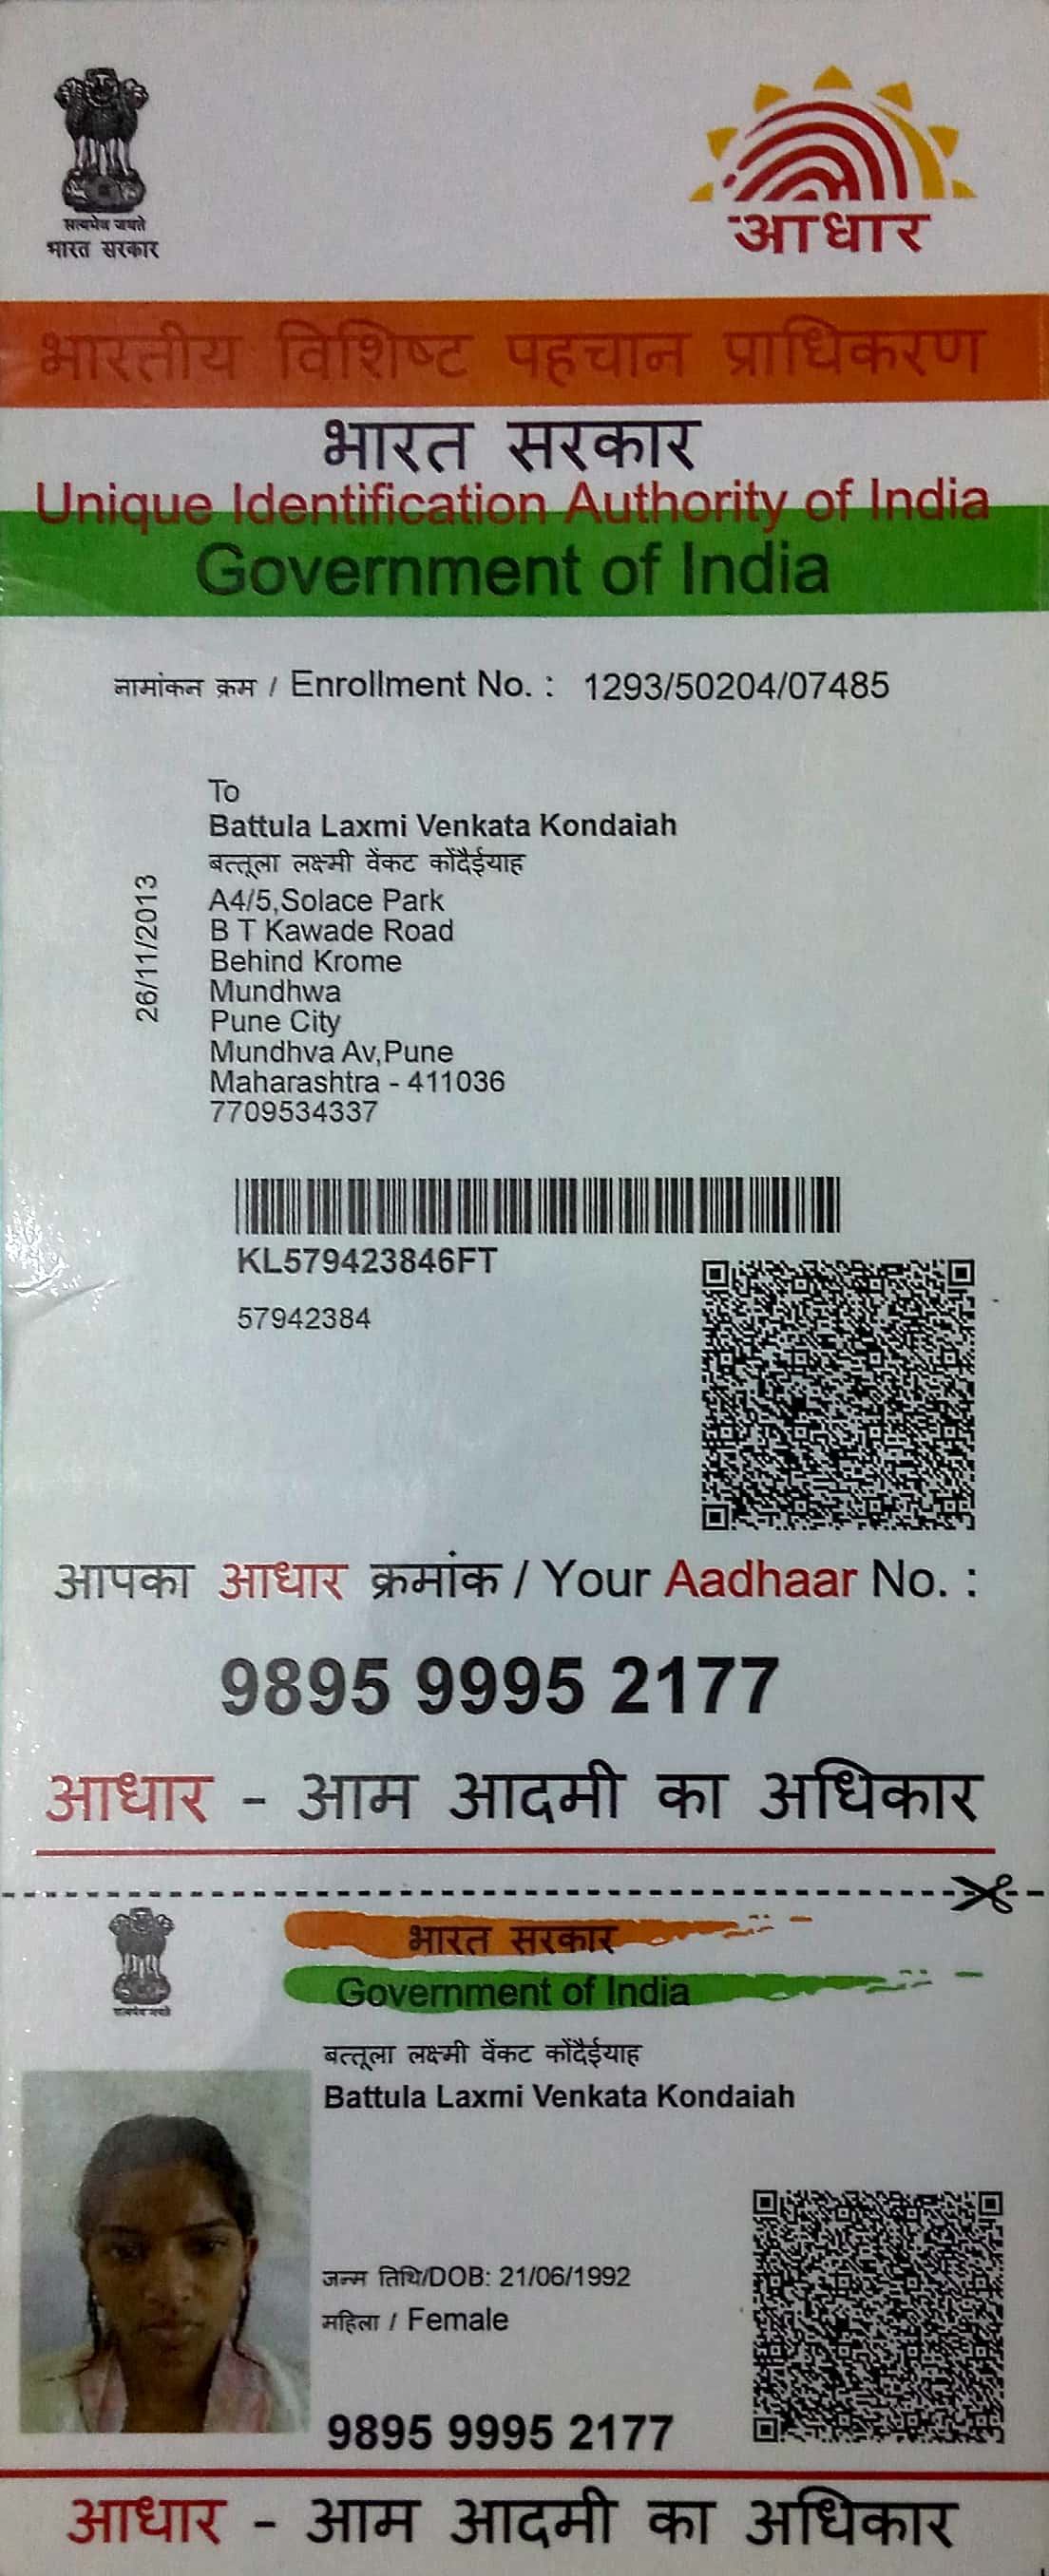 सत्यमेव जयते
भारत सरकार
आधार
भारतीय विशिष्ट पहचान प्राधिकरण
भारत सरकार
Unique Identification Authority of India
Government of India
नामांकन क्रम / Enrollment No. : 1293/50204/07485
To
Battula Laxmi Venkata Kondaiah
बत्तूला लक्ष्मी वेंकट कोंदैईयाह
A4/5,Solace Park
B T Kawade Road
Behind Krome
Mundhwa
Pune City
Mundhva Av,Pune
Maharashtra - 411036
7709534337
26/11/2013
KL579423846FT
57942384
आपका आधार क्रमांक / Your Aadhaar No. :
9895 9995 2177
आधार - आम आदमी का अधिकार
भारत सरकार
Government of India
सत्यमेव जयते
बत्तूला लक्ष्मी वेंकट कोंदैईयाह
Battula Laxmi Venkata Kondaiah
जन्म तिथि/DOB: 21/06/1992
महिला / Female
9895 9995 2177
आधार - आम आदमी का अधिकार